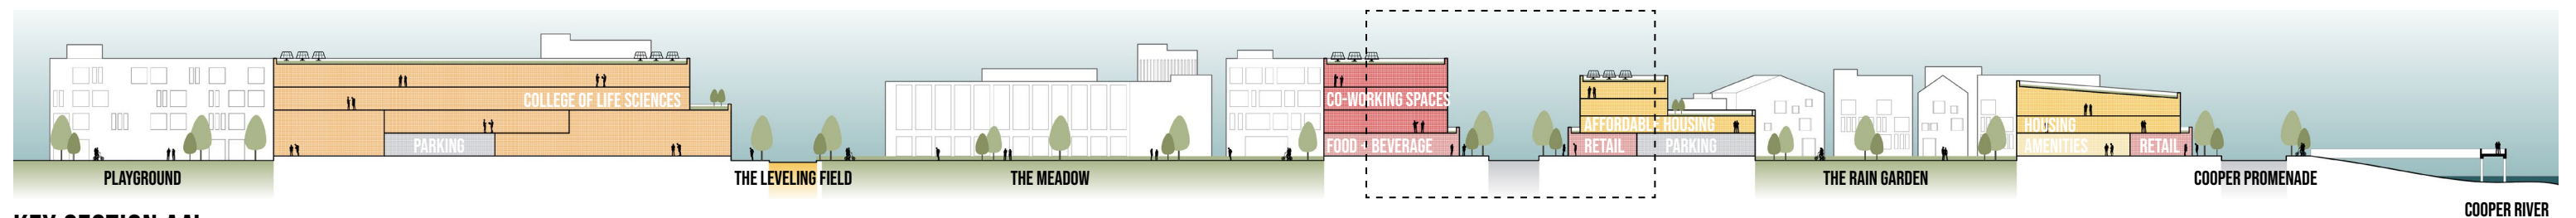 COLLEGE OF LIFE SCIENCES
PARKING
CO-WORKING SPACES
FOOD + BEVERAGE
AFFORDABLE HOUSING
RETAIL
PARKING
HOUSING
AMENITIES
RETAIL
PLAYGROUND
THE LEVELING FIELD
THE MEADOW
THE RAIN GARDEN
COOPER PROMENADE
COOPER RIVER